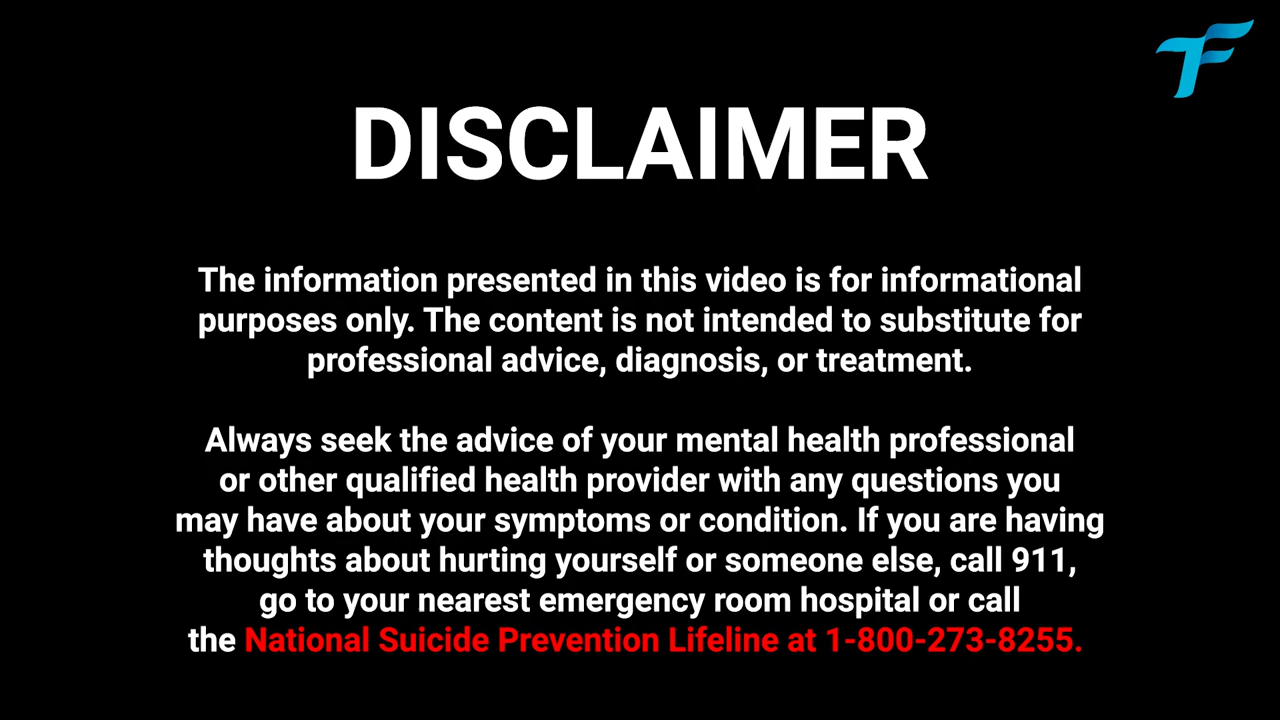 TF
DISCLAIMER
The information presented in this video is for informational
purposes only. The content is not intended to substitute for
professional advice, diagnosis, or treatment.
Always seek the advice of your mental health professional
or other qualified health provider with any questions you
may have about your symptoms or condition. If you are having
thoughts about hurting yourself or someone else, call 911,
go to your nearest emergency room hospital or call
the National Suicide Prevention Lifeline at 1-800-273-8255.